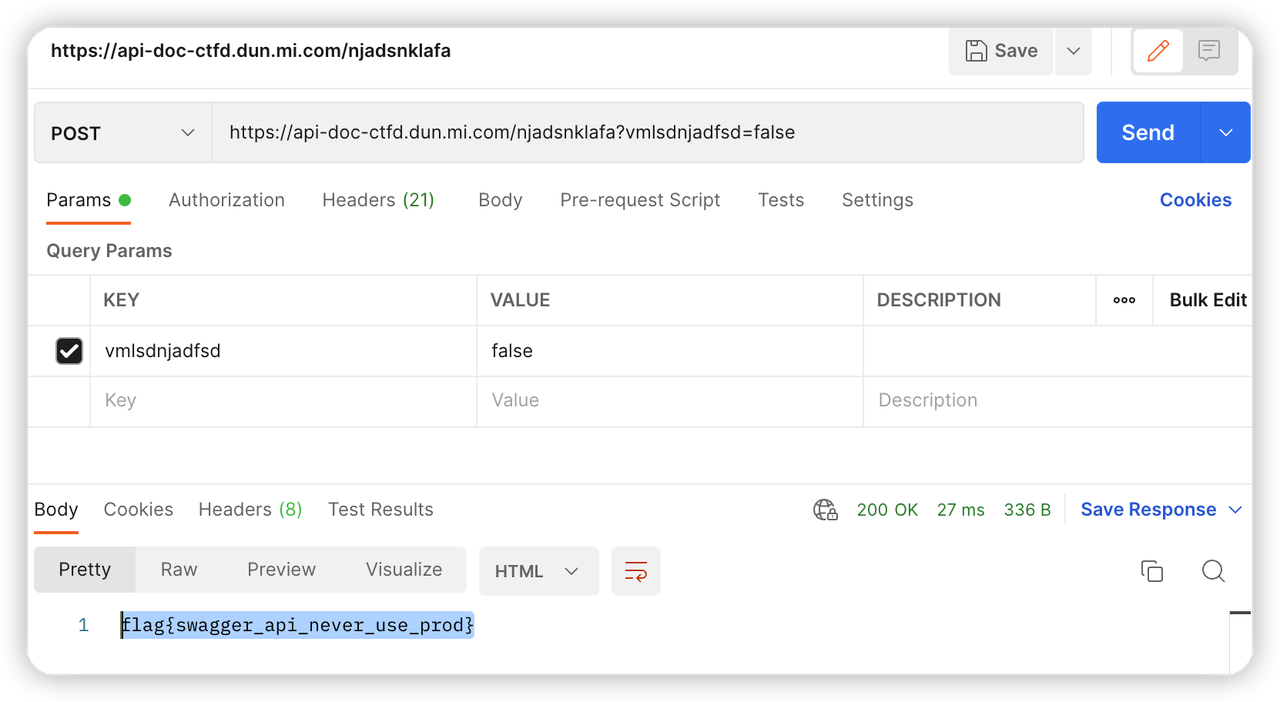 https://api-doc-ctfd.dun.mi.com/njadsnklafa Save
POST https://api-doc-ctfd.dun.mi.com/njadsnklafa?vmlsdnjadfsd=false Send
Params Authorization Headers (21) Body Pre-request Script Tests Settings Cookies
Query Params
KEY VALUE DESCRIPTION ooo Bulk Edit
vmlsdnjadfsd false
Key Value Description
Body Cookies Headers (8) Test Results 200 OK 27 ms 336 B Save Response
Pretty Raw Preview Visualize HTML
1 flag{swagger_api_never_use_prod}